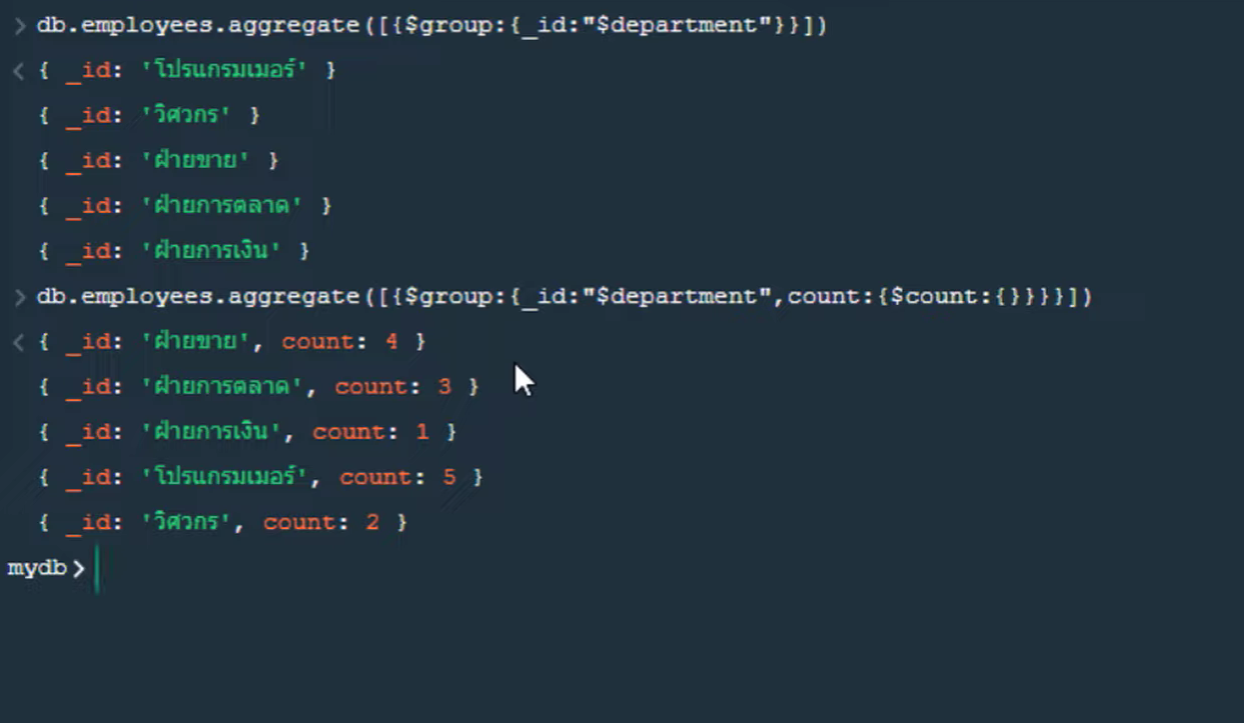 > db.employees.aggregate([{$group:{_id:"$department"}}])
< { _id: 'โปรแกรมเมอร์' }
{ _id: 'วิศวกร' }
{ _id: 'ฝ่ายขาย' }
{ _id: 'ฝ่ายการตลาด' }
{ _id: 'ฝ่ายการเงิน' }
> db.employees.aggregate([{$group:{_id:"$department",count:{$count:{}}}}])
< { _id: 'ฝ่ายขาย', count: 4 }
{ _id: 'ฝ่ายการตลาด', count: 3 }
{ _id: 'ฝ่ายการเงิน', count: 1 }
{ _id: 'โปรแกรมเมอร์', count: 5 }
{ _id: 'วิศวกร', count: 2 }
mydb >